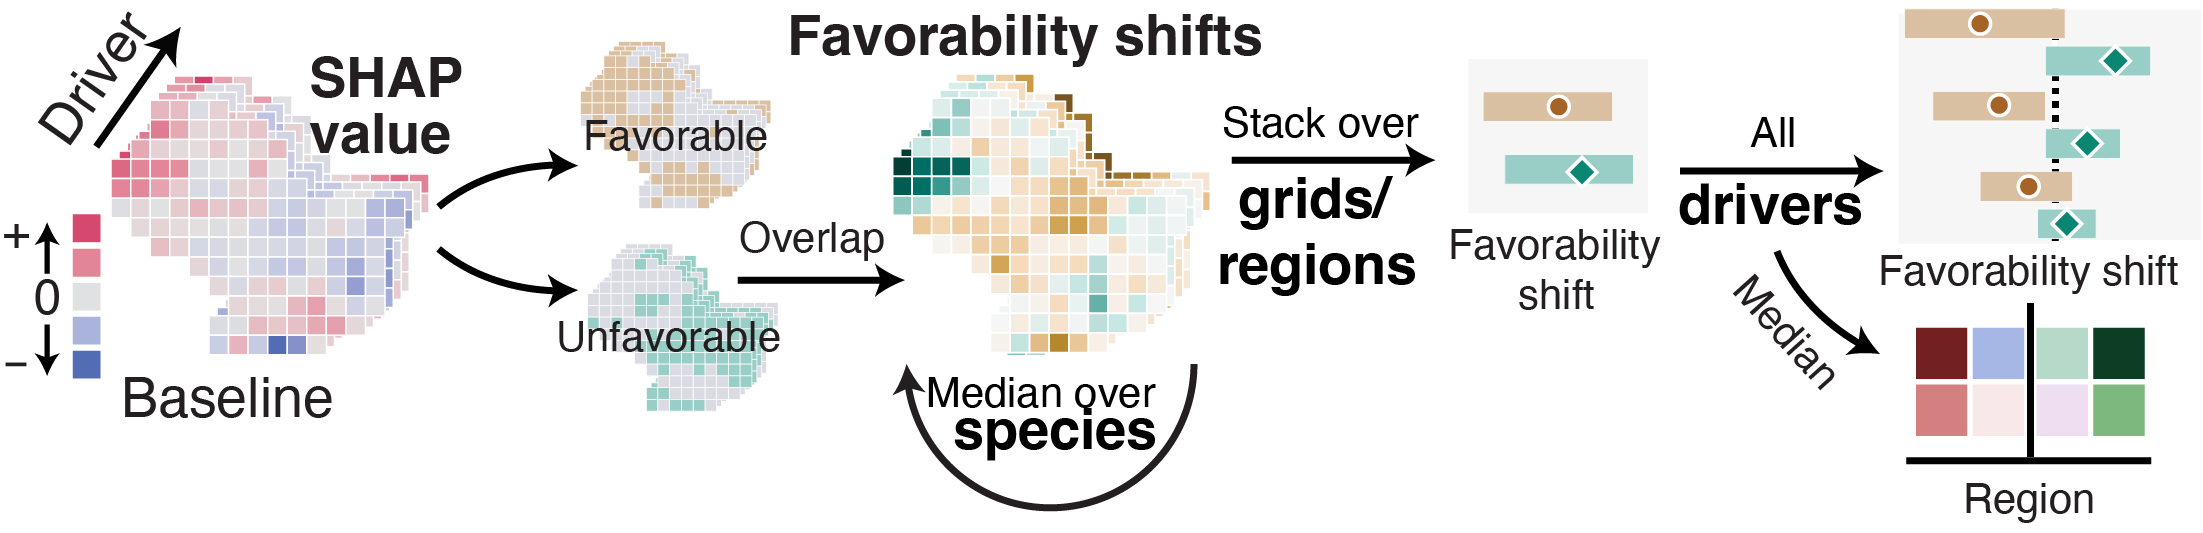 Driver
SHAP
value
+
0
−
Baseline
Favorable
Unfavorable
Overlap
Favorability shifts
Median over
species
Stack over
grids/
regions
Favorability
shift
All
drivers
Median
Favorability shift
Region